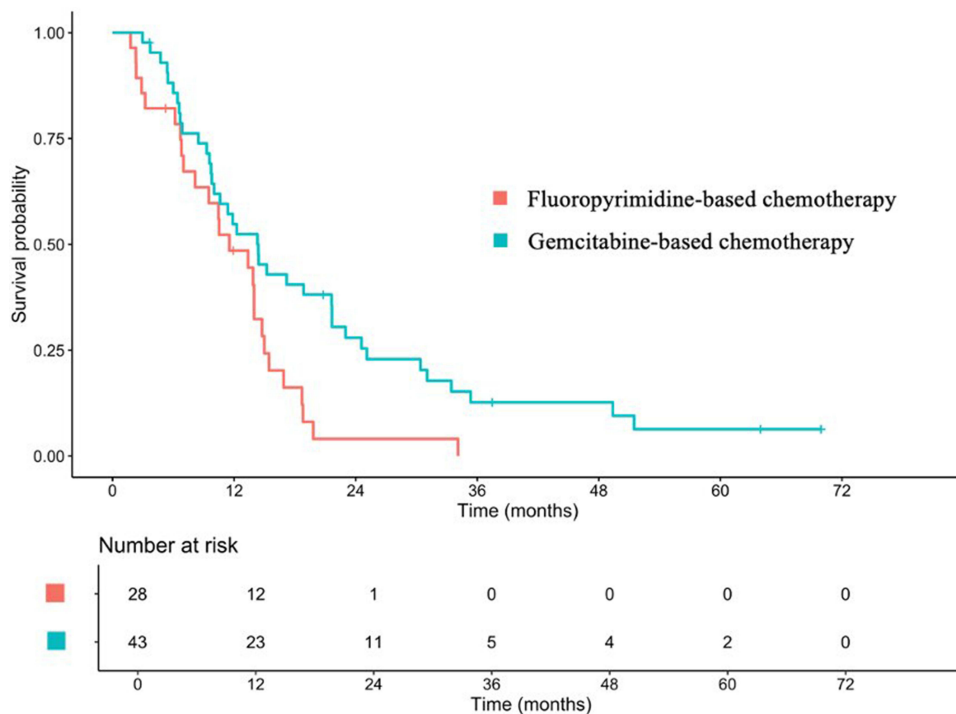 Survival probability
1.00
0.75
0.50
0.25
0.00
Fluoropyrimidine-based chemotherapy
Gemcitabine-based chemotherapy
0 12 24 36 48 60 72
Time (months)
Number at risk
28 12 1 0 0 0 0
43 23 11 5 4 2 0
0 12 24 36 48 60 72
Time (months)